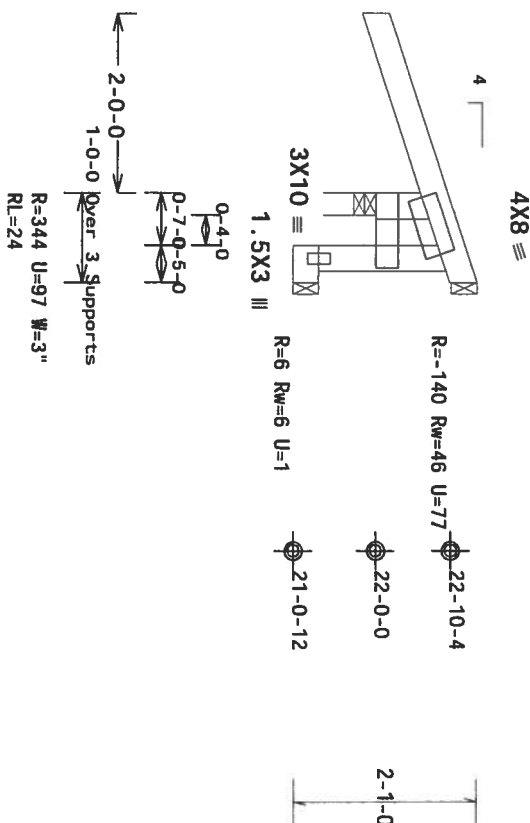 4X8 ≡
4
22-10-4
R=-140 Rw=46 U=77
22-0-0
2-1-0
3X10 ≡
21-0-12
R=6 Rw=6 U=1
1.5X3 |||
0-4-0
0-7-0 0-5-0
2-0-0
1-0-0 Over 3 Supports
R=344 U=97 W=3"
RL=24